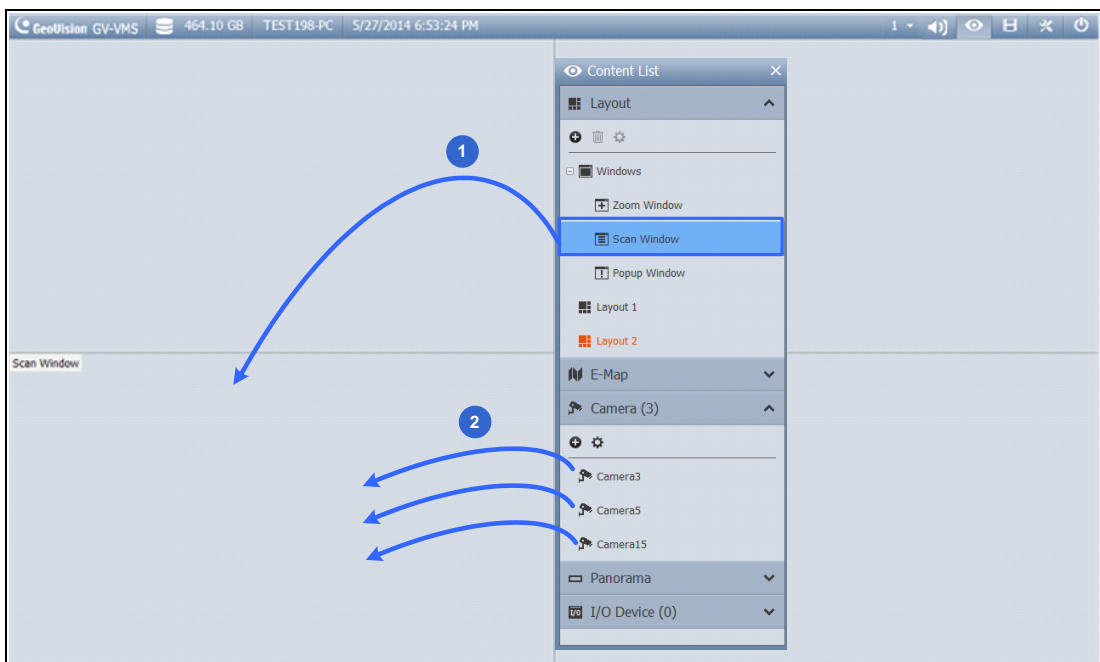 GeoVision GV-VMS 464.10 GB TEST198-PC 5/27/2014 6:53:24 PM 1
Content List
Layout
1
Windows
Zoom Window
Scan Window
Popup Window
Layout 1
Layout 2
Scan Window
E-Map
Camera (3)
2
Camera3
Camera5
Camera15
Panorama
I/O I/O Device (0)